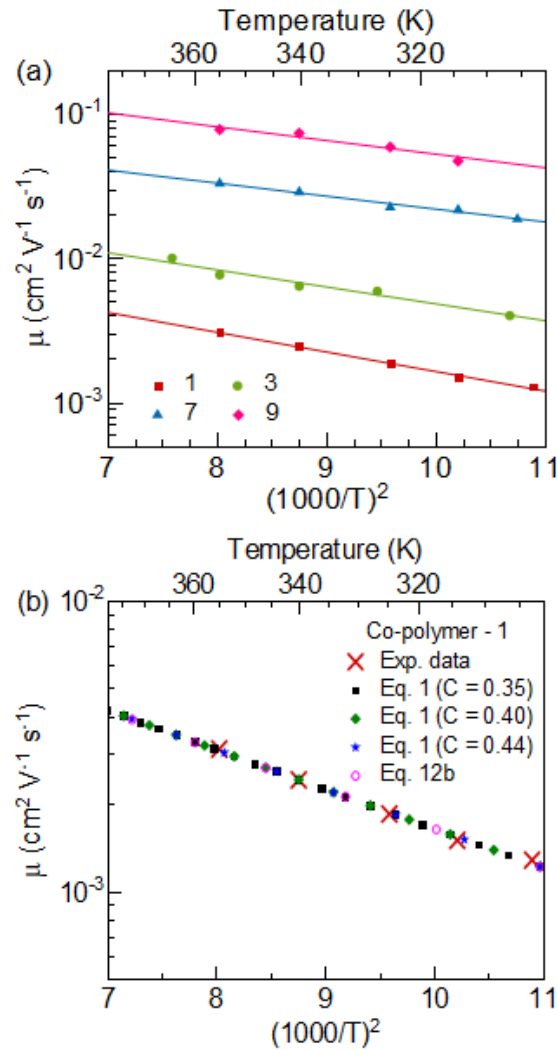 Temperature (K)
360 340 320
(a)
10⁻¹
10⁻²
10⁻³
μ (cm² V⁻¹ s⁻¹)
1 3
7 9
7 8 9 10 11
(1000/T)²
Temperature (K)
360 340 320
(b)
10⁻²
10⁻³
μ (cm² V⁻¹ s⁻¹)
Co-polymer - 1
Exp. data
Eq. 1 (C = 0.35)
Eq. 1 (C = 0.40)
Eq. 1 (C = 0.44)
Eq. 12b
7 8 9 10 11
(1000/T)²